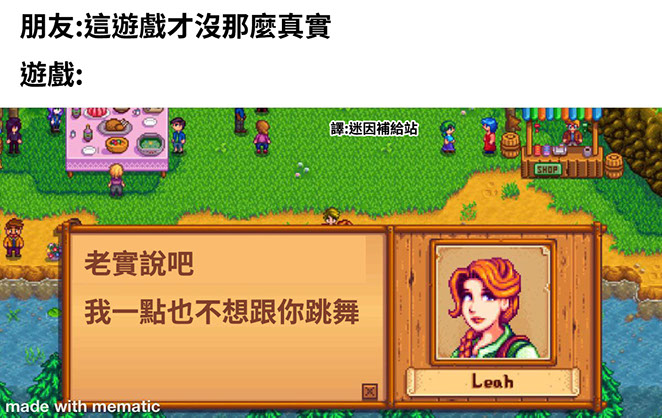 朋友:這遊戲才沒那麼真實
遊戲:
譯:迷因補給站
SHOP
老實說吧
我一點也不想跟你跳舞
Leah
made with mematic